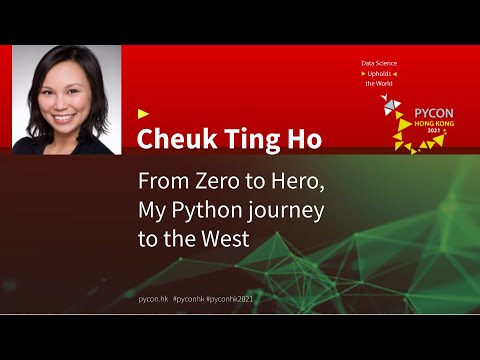 Data Science
▶ Upholds ◀
the World
PYCON
HONG KONG
2021
Cheuk Ting Ho
From Zero to Hero,
My Python journey
to the West
pycon.hk #pyconhk #pyconhk2021